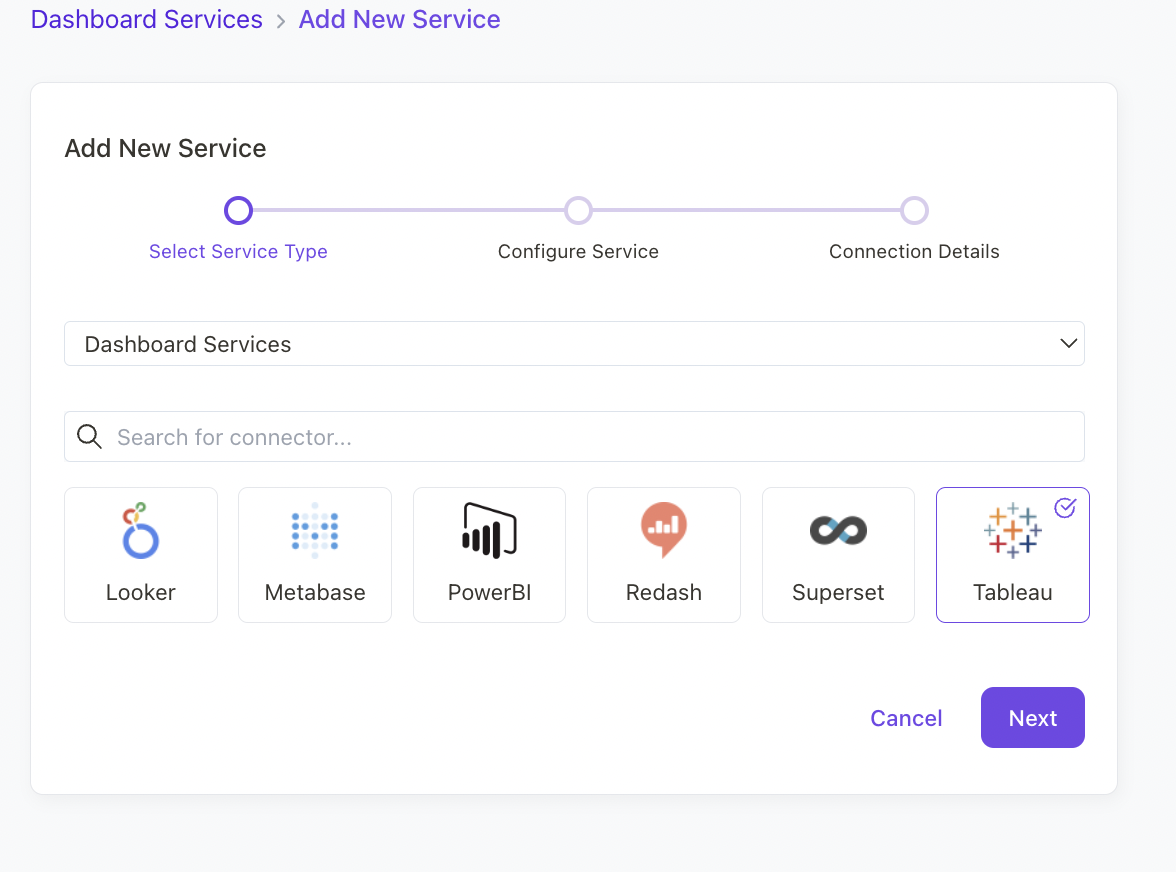 Dashboard Services > Add New Service
Add New Service
Select Service Type Configure Service Connection Details
Dashboard Services
Search for connector...
Looker Metabase PowerBI Redash Superset Tableau
Cancel Next